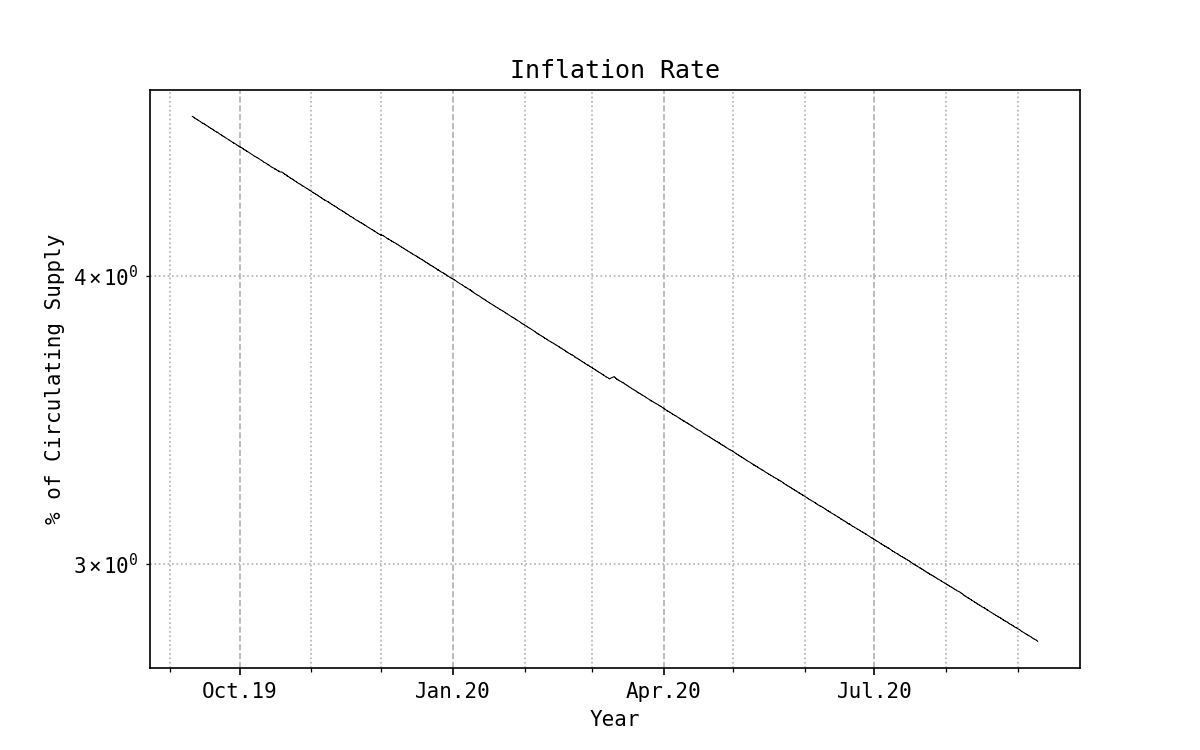 Inflation Rate
% of Circulating Supply
4×10⁰
3×10⁰
Oct.19 Jan.20 Apr.20 Jul.20
Year